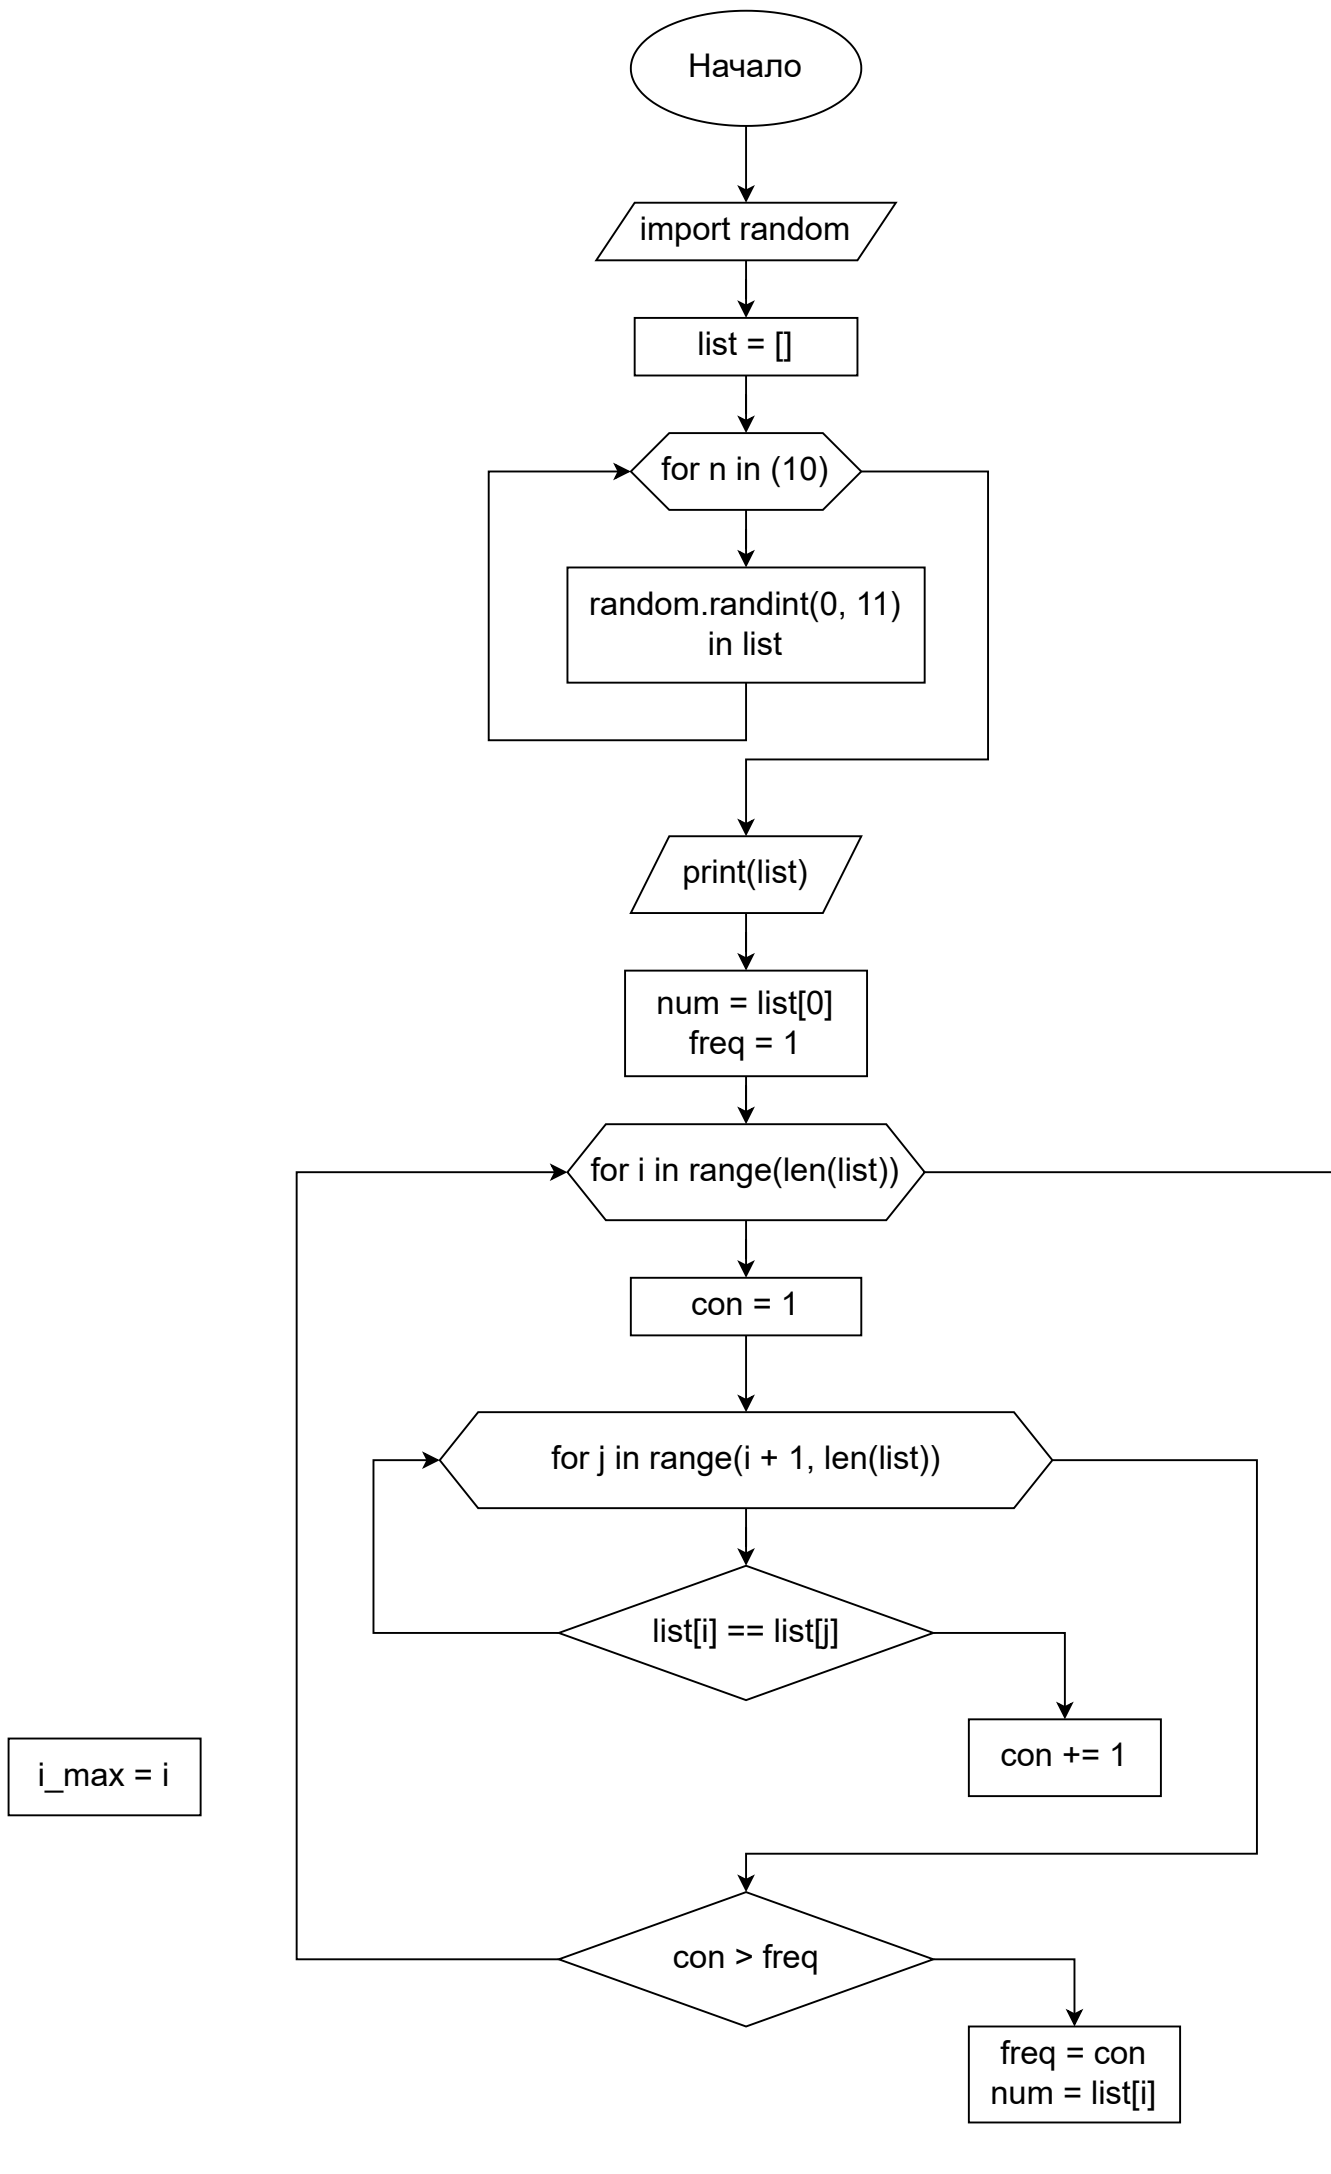 Начало
import random
list = []
for n in (10)
random.randint(0, 11)
in list
print(list)
num = list[0]
freq = 1
for i in range(len(list))
con = 1
for j in range(i + 1, len(list))
list[i] == list[j]
con += 1
i_max = i
con > freq
freq = con
num = list[i]